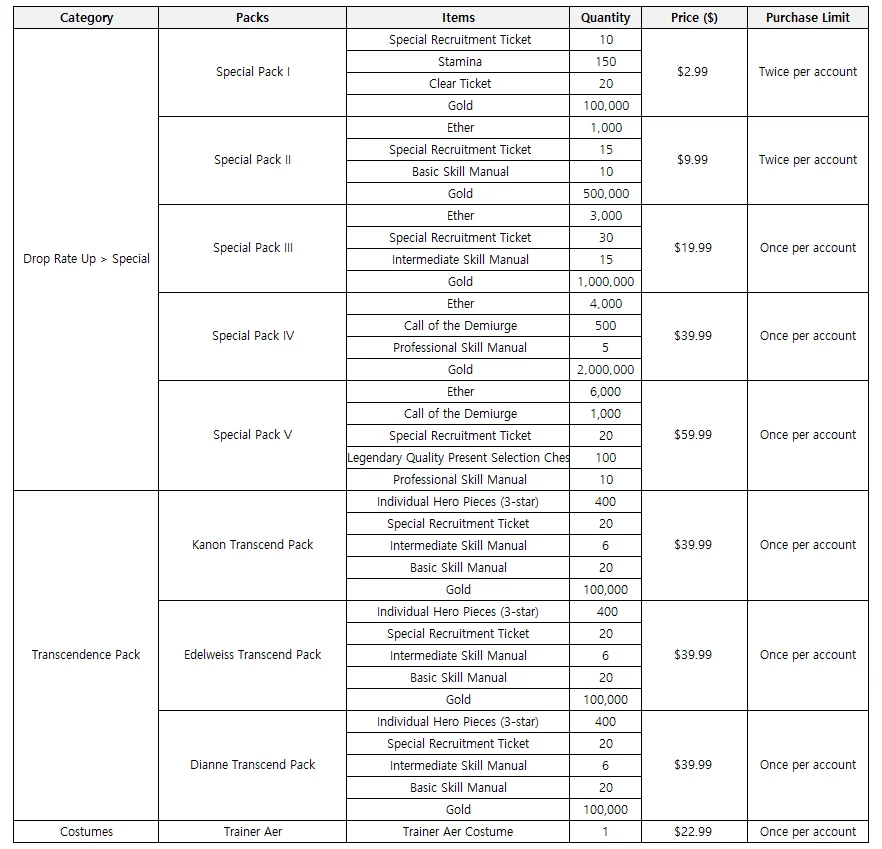 Category Packs Items Quantity Price ($) Purchase Limit
Drop Rate Up > Special
Special Pack I
Special Recruitment Ticket 10
Stamina 150
Clear Ticket 20
Gold 100,000
$2.99
Twice per account
Special Pack II
Ether 1,000
Special Recruitment Ticket 15
Basic Skill Manual 10
Gold 500,000
$9.99
Twice per account
Special Pack III
Ether 3,000
Special Recruitment Ticket 30
Intermediate Skill Manual 15
Gold 1,000,000
$19.99
Once per account
Special Pack IV
Ether 4,000
Call of the Demiurge 500
Professional Skill Manual 5
Gold 2,000,000
$39.99
Once per account
Special Pack V
Ether 6,000
Call of the Demiurge 1,000
Special Recruitment Ticket 20
Legendary Quality Present Selection Ches 100
Professional Skill Manual 10
$59.99
Once per account
Transcendence Pack
Kanon Transcend Pack
Individual Hero Pieces (3-star) 400
Special Recruitment Ticket 20
Intermediate Skill Manual 6
Basic Skill Manual 20
Gold 100,000
$39.99
Once per account
Edelweiss Transcend Pack
Individual Hero Pieces (3-star) 400
Special Recruitment Ticket 20
Intermediate Skill Manual 6
Basic Skill Manual 20
Gold 100,000
$39.99
Once per account
Dianne Transcend Pack
Individual Hero Pieces (3-star) 400
Special Recruitment Ticket 20
Intermediate Skill Manual 6
Basic Skill Manual 20
Gold 100,000
$39.99
Once per account
Costumes Trainer Aer Trainer Aer Costume 1 $22.99 Once per account